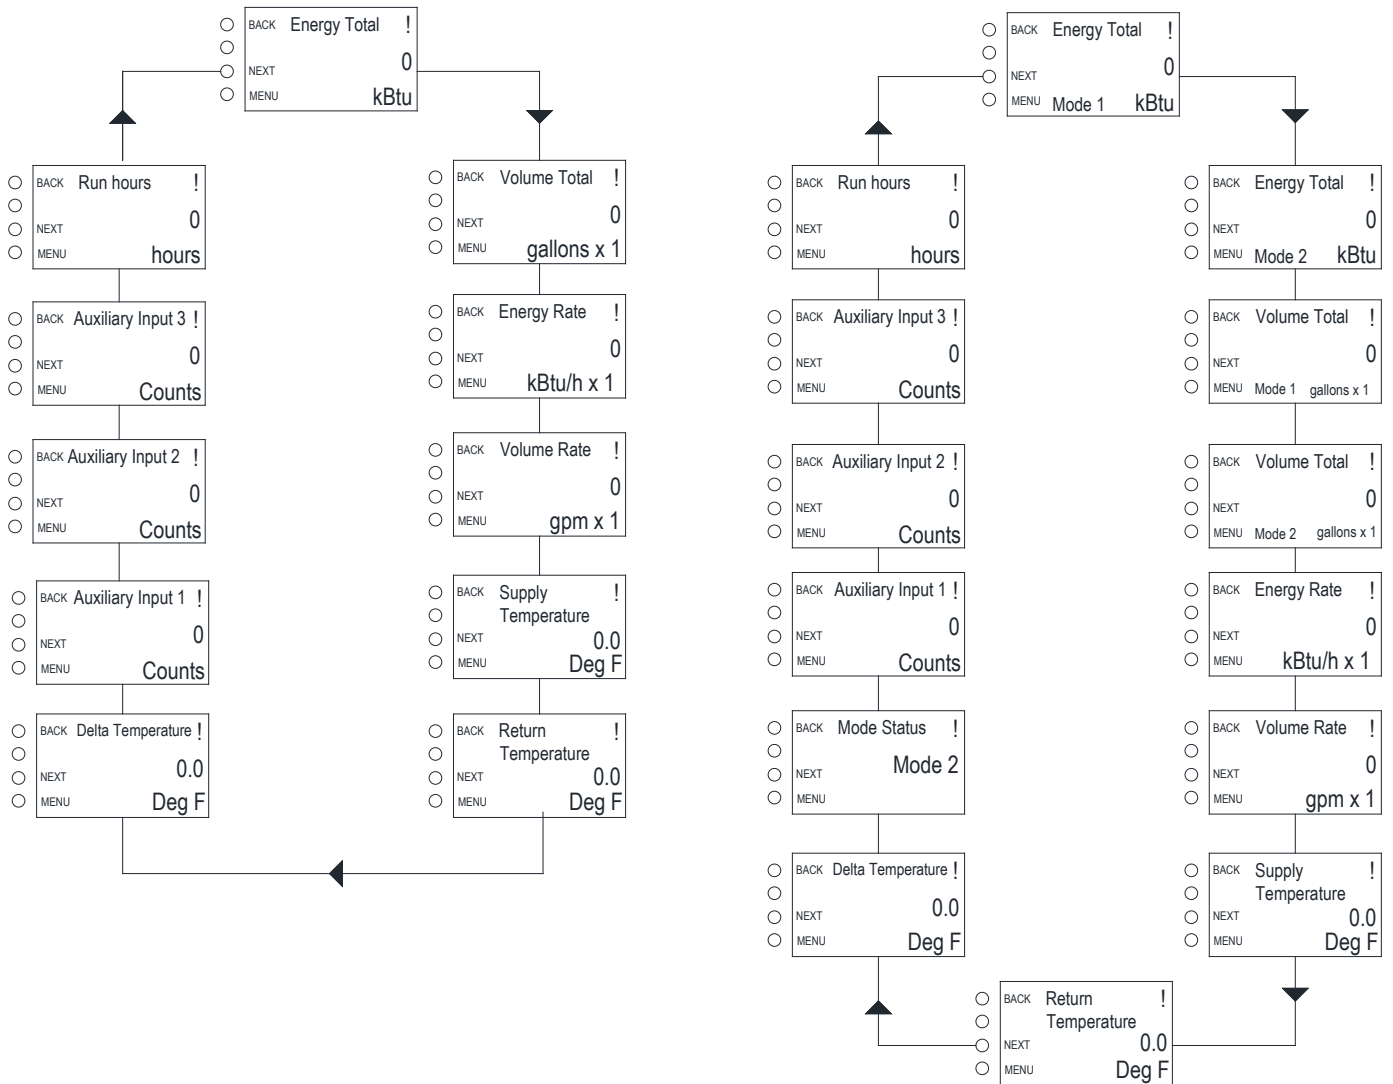 BACK Energy Total !
0
NEXT
MENU kBtu
BACK Run hours !
0
NEXT
MENU hours
BACK Auxiliary Input 3 !
0
NEXT
MENU Counts
BACK Auxiliary Input 2 !
0
NEXT
MENU Counts
BACK Auxiliary Input 1 !
0
NEXT
MENU Counts
BACK Delta Temperature !
0.0
NEXT
MENU Deg F
BACK Volume Total !
0
NEXT
MENU gallons x 1
BACK Energy Rate !
0
NEXT
MENU kBtu/h x 1
BACK Volume Rate !
0
NEXT
MENU gpm x 1
BACK Supply !
Temperature
NEXT 0.0
MENU Deg F
BACK Return !
Temperature
NEXT 0.0
MENU Deg F
BACK Energy Total !
0
NEXT
MENU Mode 1 kBtu
BACK Run hours !
0
NEXT
MENU hours
BACK Auxiliary Input 3 !
0
NEXT
MENU Counts
BACK Auxiliary Input 2 !
0
NEXT
MENU Counts
BACK Auxiliary Input 1 !
0
NEXT
MENU Counts
BACK Mode Status !
Mode 2
NEXT
MENU
BACK Delta Temperature !
0.0
NEXT
MENU Deg F
BACK Energy Total !
0
NEXT
MENU Mode 2 kBtu
BACK Volume Total !
0
NEXT
MENU Mode 1 gallons x 1
BACK Volume Total !
0
NEXT
MENU Mode 2 gallons x 1
BACK Energy Rate !
0
NEXT
MENU kBtu/h x 1
BACK Volume Rate !
0
NEXT
MENU gpm x 1
BACK Supply !
Temperature
NEXT 0.0
MENU Deg F
BACK Return !
Temperature
NEXT 0.0
MENU Deg F